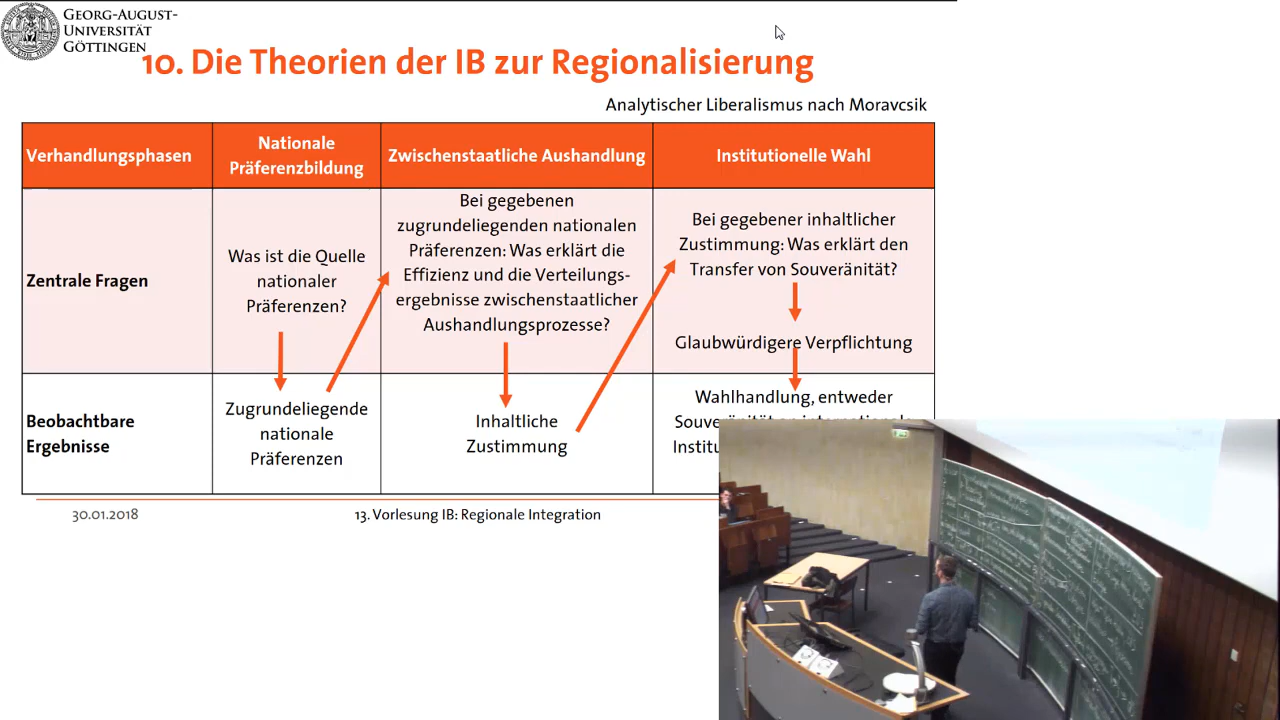 GEORG-AUGUST-
UNIVERSITÄT
GÖTTINGEN
10. Die Theorien der IB zur Regionalisierung
Analytischer Liberalismus nach Moravcsik
Verhandlungsphasen
Nationale
Präferenzbildung
Zwischenstaatliche Aushandlung
Institutionelle Wahl
Zentrale Fragen
Was ist die Quelle
nationaler
Präferenzen?
Bei gegebenen
zugrundeliegenden nationalen
Präferenzen: Was erklärt die
Effizienz und die Verteilungs-
ergebnisse zwischenstaatlicher
Aushandlungsprozesse?
Bei gegebener inhaltlicher
Zustimmung: Was erklärt den
Transfer von Souveränität?
Glaubwürdigere Verpflichtung
Beobachtbare
Ergebnisse
Zugrundeliegende
nationale
Präferenzen
Inhaltliche
Zustimmung
Wahlhandlung, entweder
30.01.2018
13. Vorlesung IB: Regionale Integration